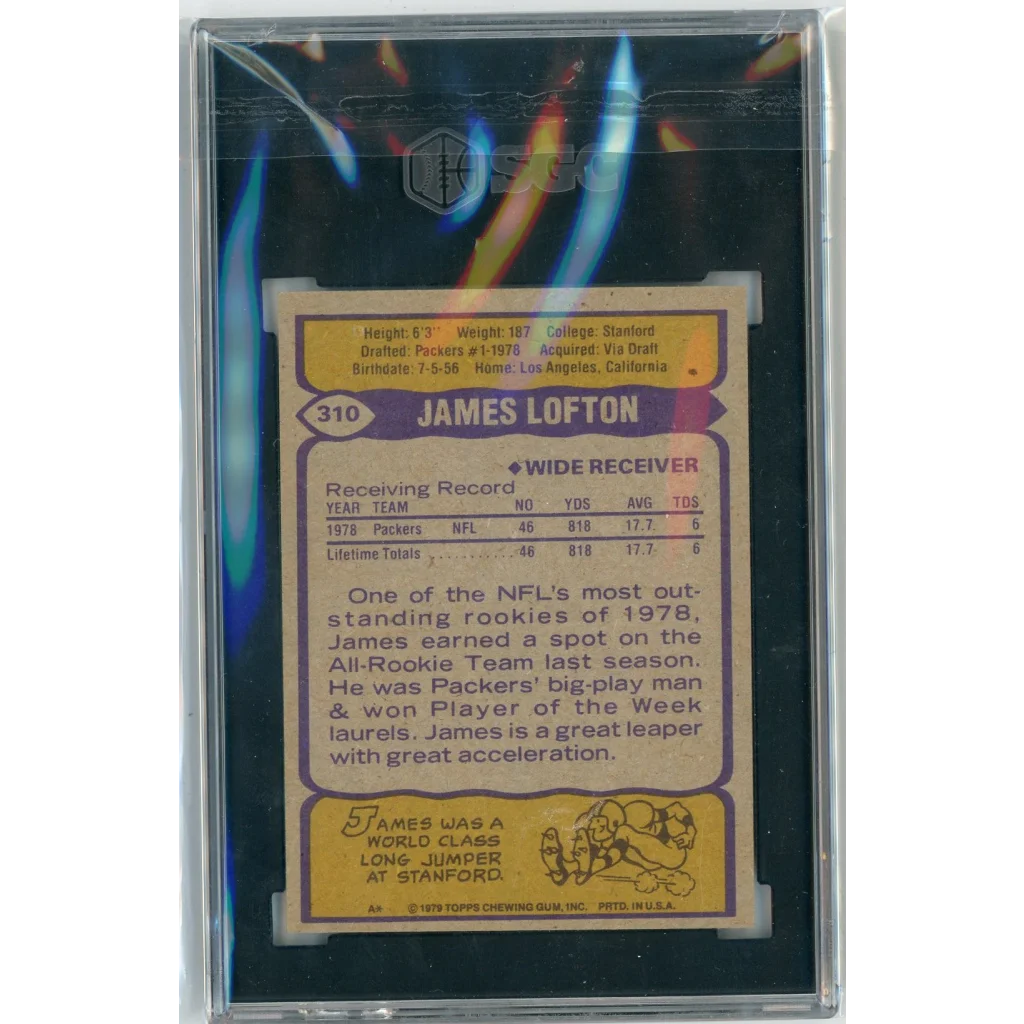 SGC
Height: 6'3" Weight: 187 College: Stanford
Drafted: Packers #1-1978 Acquired: Via Draft
Birthdate: 7-5-56 Home: Los Angeles, California
310 JAMES LOFTON
◆WIDE RECEIVER
Receiving Record
YEAR TEAM NO YDS AVG TDS
1978 Packers NFL 46 818 17.7 6
Lifetime Totals ........... 46 818 17.7 6
One of the NFL's most out-
standing rookies of 1978,
James earned a spot on the
All-Rookie Team last season.
He was Packers' big-play man
& won Player of the Week
laurels. James is a great leaper
with great acceleration.
JAMES WAS A
WORLD CLASS
LONG JUMPER
AT STANFORD.
A* © 1979 TOPPS CHEWING GUM, INC. PRTD. IN U.S.A.